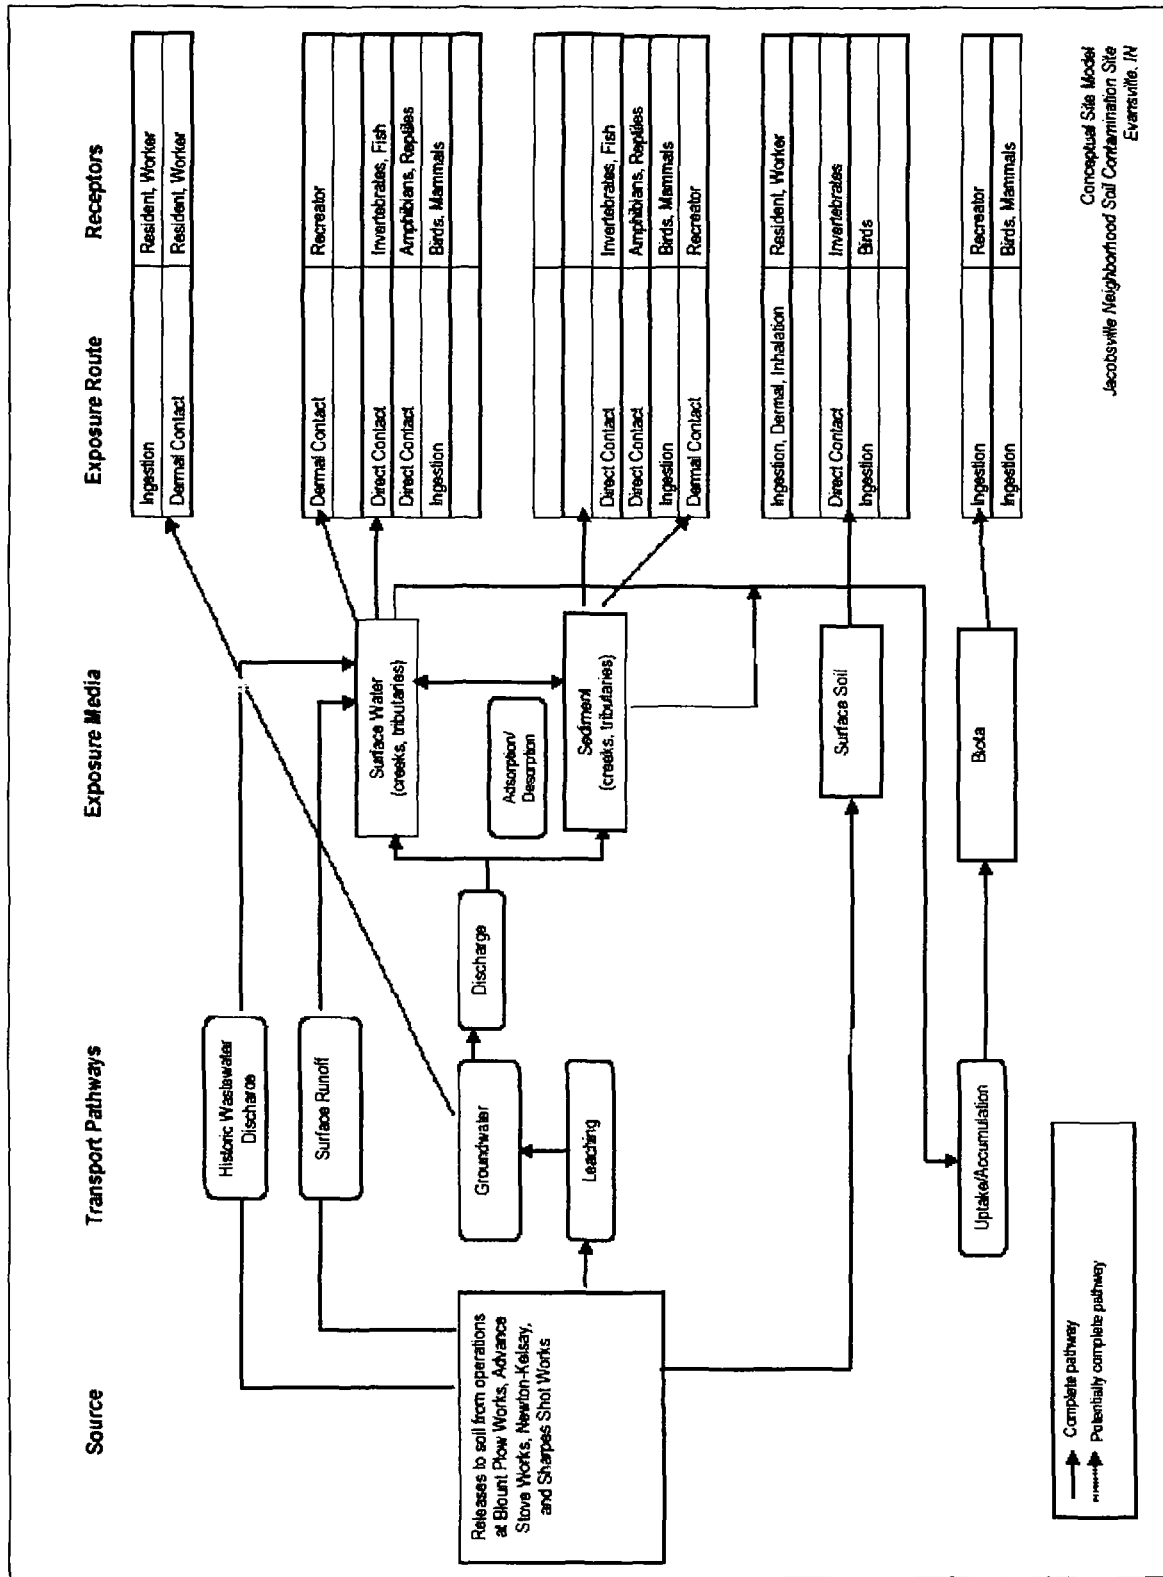 Source
Transport Pathways
Exposure Media
Exposure Route
Receptors
Releases to soil from operations
at Blount Plow Works, Advance
Stove Works, Newton-Kelsay,
and Sharpes Shot Works
Historic Wastewater
Discharge
Surface Runoff
Groundwater
Leaching
Discharge
Uptake/Accumulation
Surface Water
(creeks, tributaries)
Adsorption/
Desorption
Sediment
(creeks, tributaries)
Surface Soil
Biota
Ingestion Resident, Worker
Dermal Contact Resident, Worker
Dermal Contact Recreator
Direct Contact Invertebrates, Fish
Direct Contact Amphibians, Reptiles
Ingestion Birds, Mammals
Direct Contact Invertebrates, Fish
Direct Contact Amphibians, Reptiles
Ingestion Birds, Mammals
Dermal Contact Recreator
Ingestion, Dermal, Inhalation Resident, Worker
Direct Contact Invertebrates
Ingestion Birds
Ingestion Recreator
Ingestion Birds, Mammals
Complete pathway
Potentially complete pathway
Conceptual Site Model
Jacobsville Neighborhood Soil Contamination Site
Evansville, IN